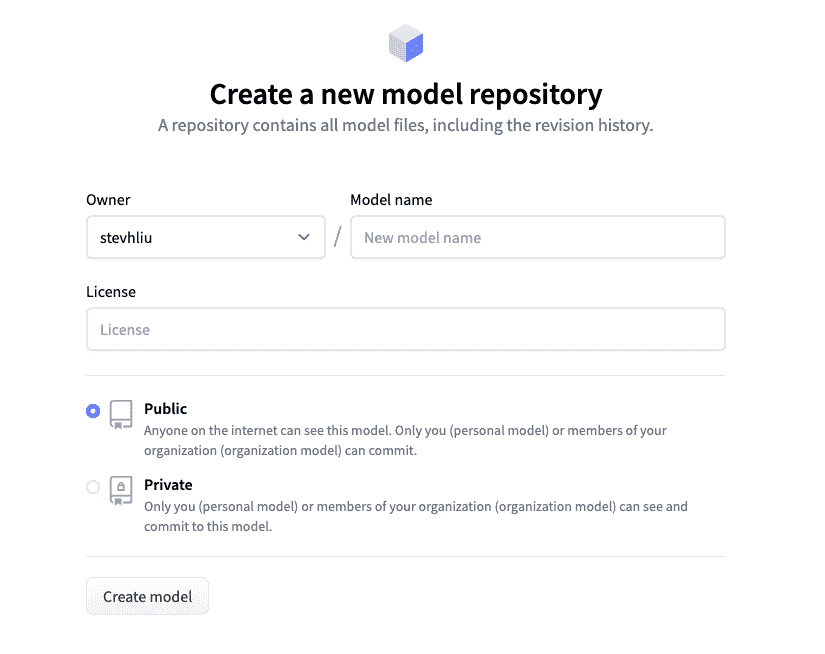 Create a new model repository
A repository contains all model files, including the revision history.
Owner
Model name
stevhliu
/
New model name
License
License
Public
Anyone on the internet can see this model. Only you (personal model) or members of your
organization (organization model) can commit.
Private
Only you (personal model) or members of your organization (organization model) can see and
commit to this model.
Create model